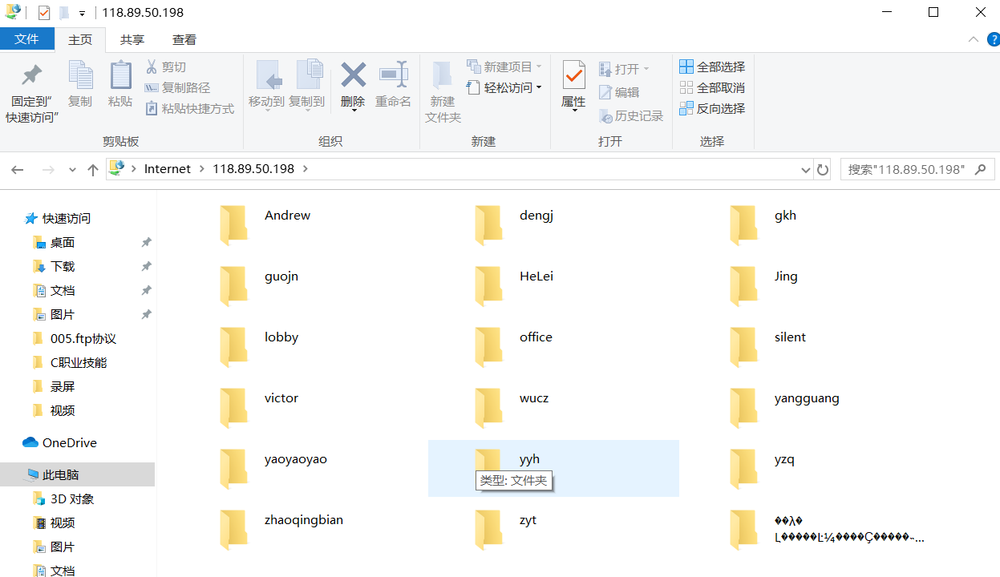 118.89.50.198
文件 主页 共享 查看
固定到"快速访问"
复制
粘贴
剪切
复制路径
粘贴快捷方式
剪贴板
移动到 复制到
删除 重命名
组织
新建
文件夹
新建项目
轻松访问
新建
属性
打开
编辑
历史记录
打开
全部选择
全部取消
反向选择
选择
Internet 118.89.50.198
搜索"118.89.50.198"
快速访问
桌面
下载
文档
图片
005.ftp协议
C职业技能
录屏
视频
OneDrive
此电脑
3D 对象
视频
图片
文档
Andrew dengj gkh
guojn HeLei Jing
lobby office silent
victor wucz yangguang
yaoyaoyao yyh yzq
类型: 文件夹
zhaoqingbian zyt